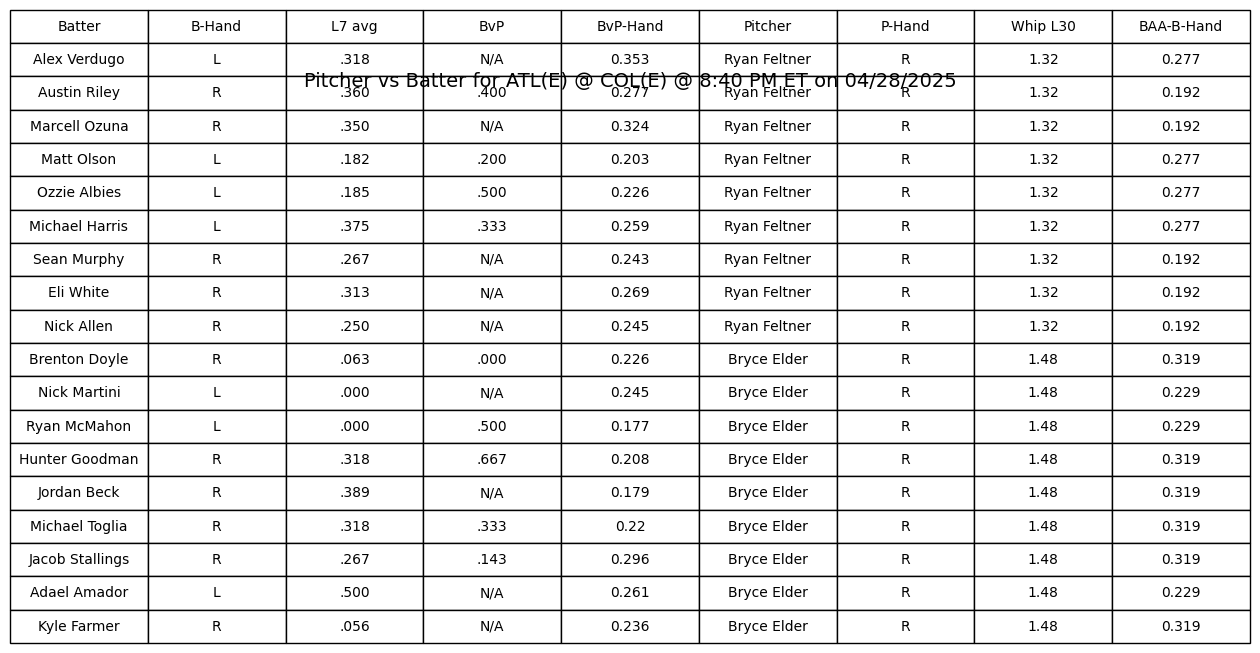 Batter B-Hand L7 avg BvP BvP-Hand Pitcher P-Hand Whip L30 BAA-B-Hand
Alex Verdugo L .318 N/A 0.353 Ryan Feltner R 1.32 0.277
Pitcher vs Batter for ATL(E) @ COL(E) @ 8:40 PM ET on 04/28/2025
Austin Riley R .360 .400 0.277 Ryan Feltner R 1.32 0.192
Marcell Ozuna R .350 N/A 0.324 Ryan Feltner R 1.32 0.192
Matt Olson L .182 .200 0.203 Ryan Feltner R 1.32 0.277
Ozzie Albies L .185 .500 0.226 Ryan Feltner R 1.32 0.277
Michael Harris L .375 .333 0.259 Ryan Feltner R 1.32 0.277
Sean Murphy R .267 N/A 0.243 Ryan Feltner R 1.32 0.192
Eli White R .313 N/A 0.269 Ryan Feltner R 1.32 0.192
Nick Allen R .250 N/A 0.245 Ryan Feltner R 1.32 0.192
Brenton Doyle R .063 .000 0.226 Bryce Elder R 1.48 0.319
Nick Martini L .000 N/A 0.245 Bryce Elder R 1.48 0.229
Ryan McMahon L .000 .500 0.177 Bryce Elder R 1.48 0.229
Hunter Goodman R .318 .667 0.208 Bryce Elder R 1.48 0.319
Jordan Beck R .389 N/A 0.179 Bryce Elder R 1.48 0.319
Michael Toglia R .318 .333 0.22 Bryce Elder R 1.48 0.319
Jacob Stallings R .267 .143 0.296 Bryce Elder R 1.48 0.319
Adael Amador L .500 N/A 0.261 Bryce Elder R 1.48 0.229
Kyle Farmer R .056 N/A 0.236 Bryce Elder R 1.48 0.319